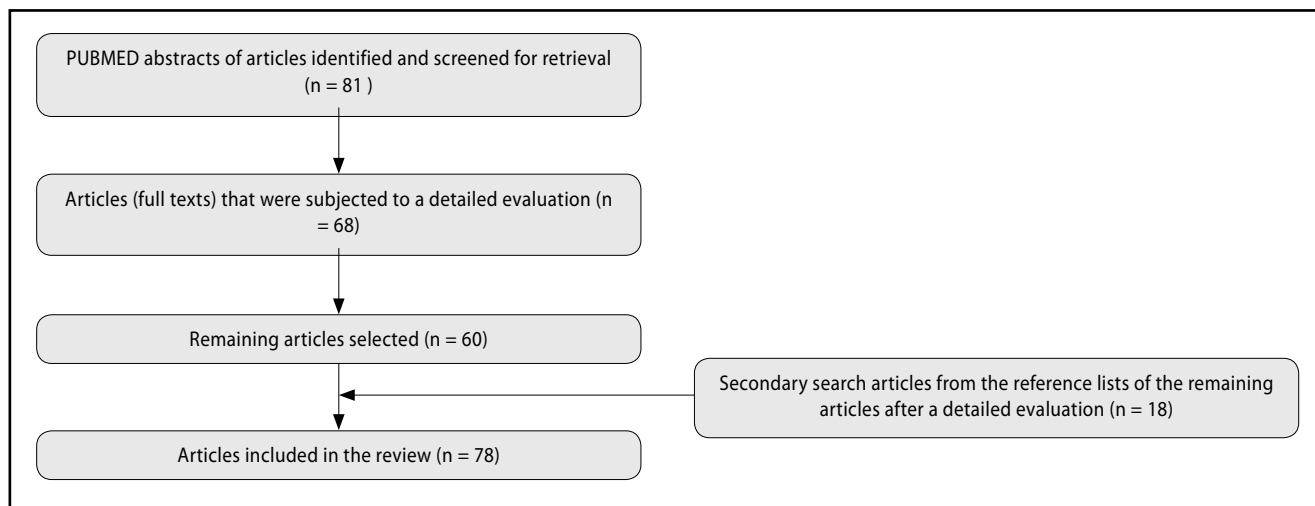 PUBMED abstracts of articles identified and screened for retrieval
(n = 81 )
Articles (full texts) that were subjected to a detailed evaluation (n
= 68)
Remaining articles selected (n = 60)
Secondary search articles from the reference lists of the remaining
articles after a detailed evaluation (n = 18)
Articles included in the review (n = 78)